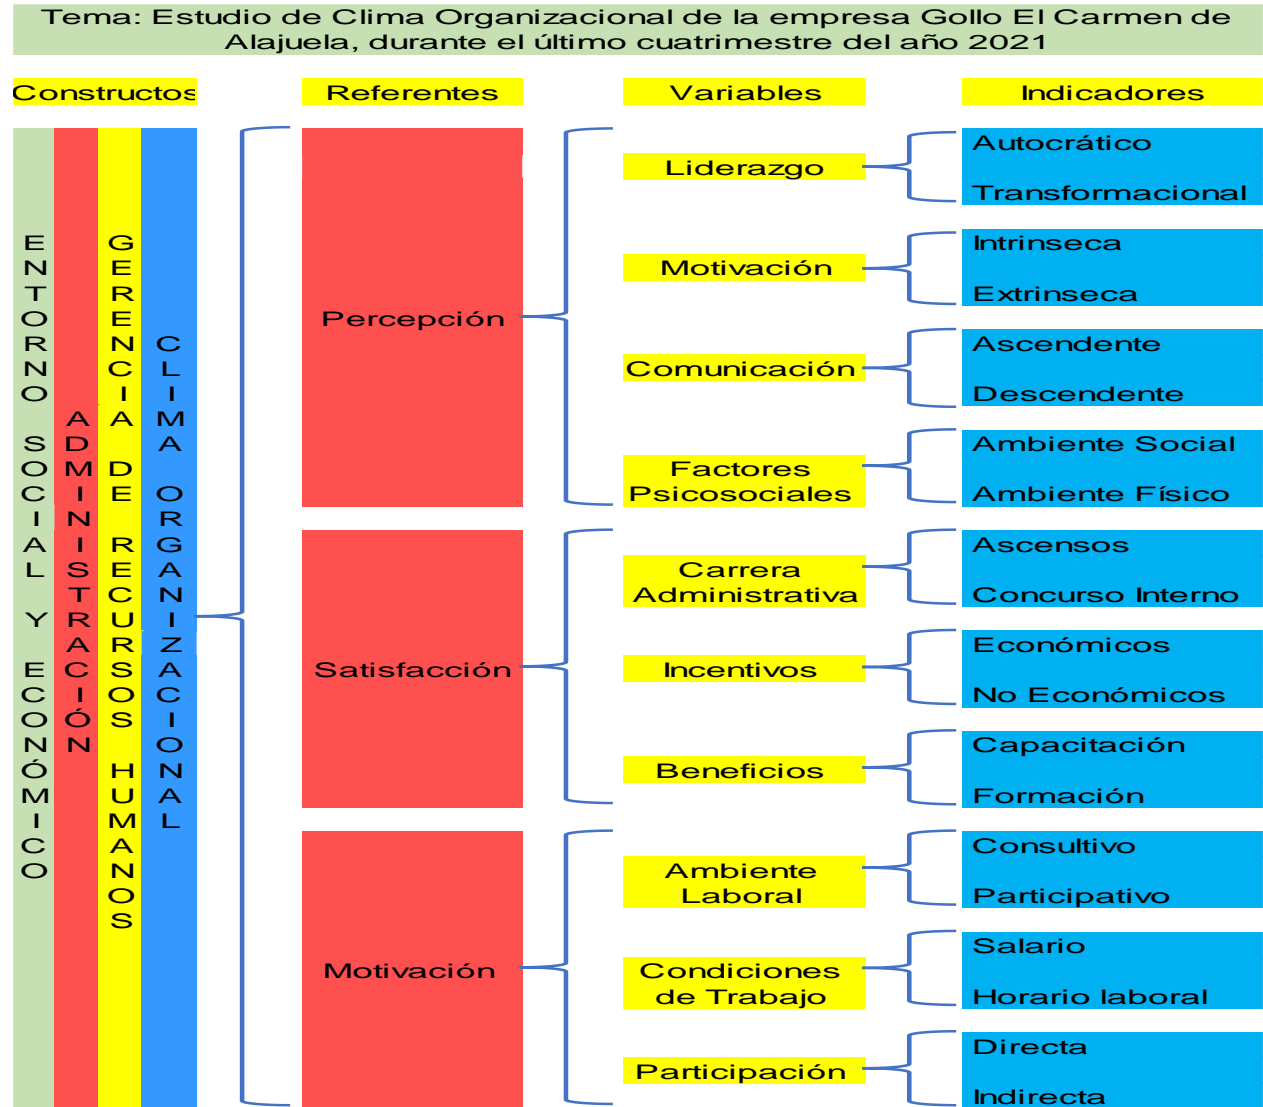 Tema: Estudio de Clima Organizacional de la empresa Gollo El Carmen de
Alajuela, durante el último cuatrimestre del año 2021
Constructos
Referentes
Variables
Indicadores
ENTORNO SOCIAL Y ECONÓMICO
ADMINISTRACIÓN
GERENCIA DE RECURSOS HUMANOS
CLIMA ORGANIZACIONAL
Percepción
Liderazgo
Autocrático
Transformacional
Motivación
Intrinseca
Extrinseca
Comunicación
Ascendente
Descendente
Factores
Psicosociales
Ambiente Social
Ambiente Físico
Satisfacción
Carrera
Administrativa
Ascensos
Concurso Interno
Incentivos
Económicos
No Económicos
Beneficios
Capacitación
Formación
Motivación
Ambiente
Laboral
Consultivo
Participativo
Condiciones
de Trabajo
Salario
Horario laboral
Participación
Directa
Indirecta